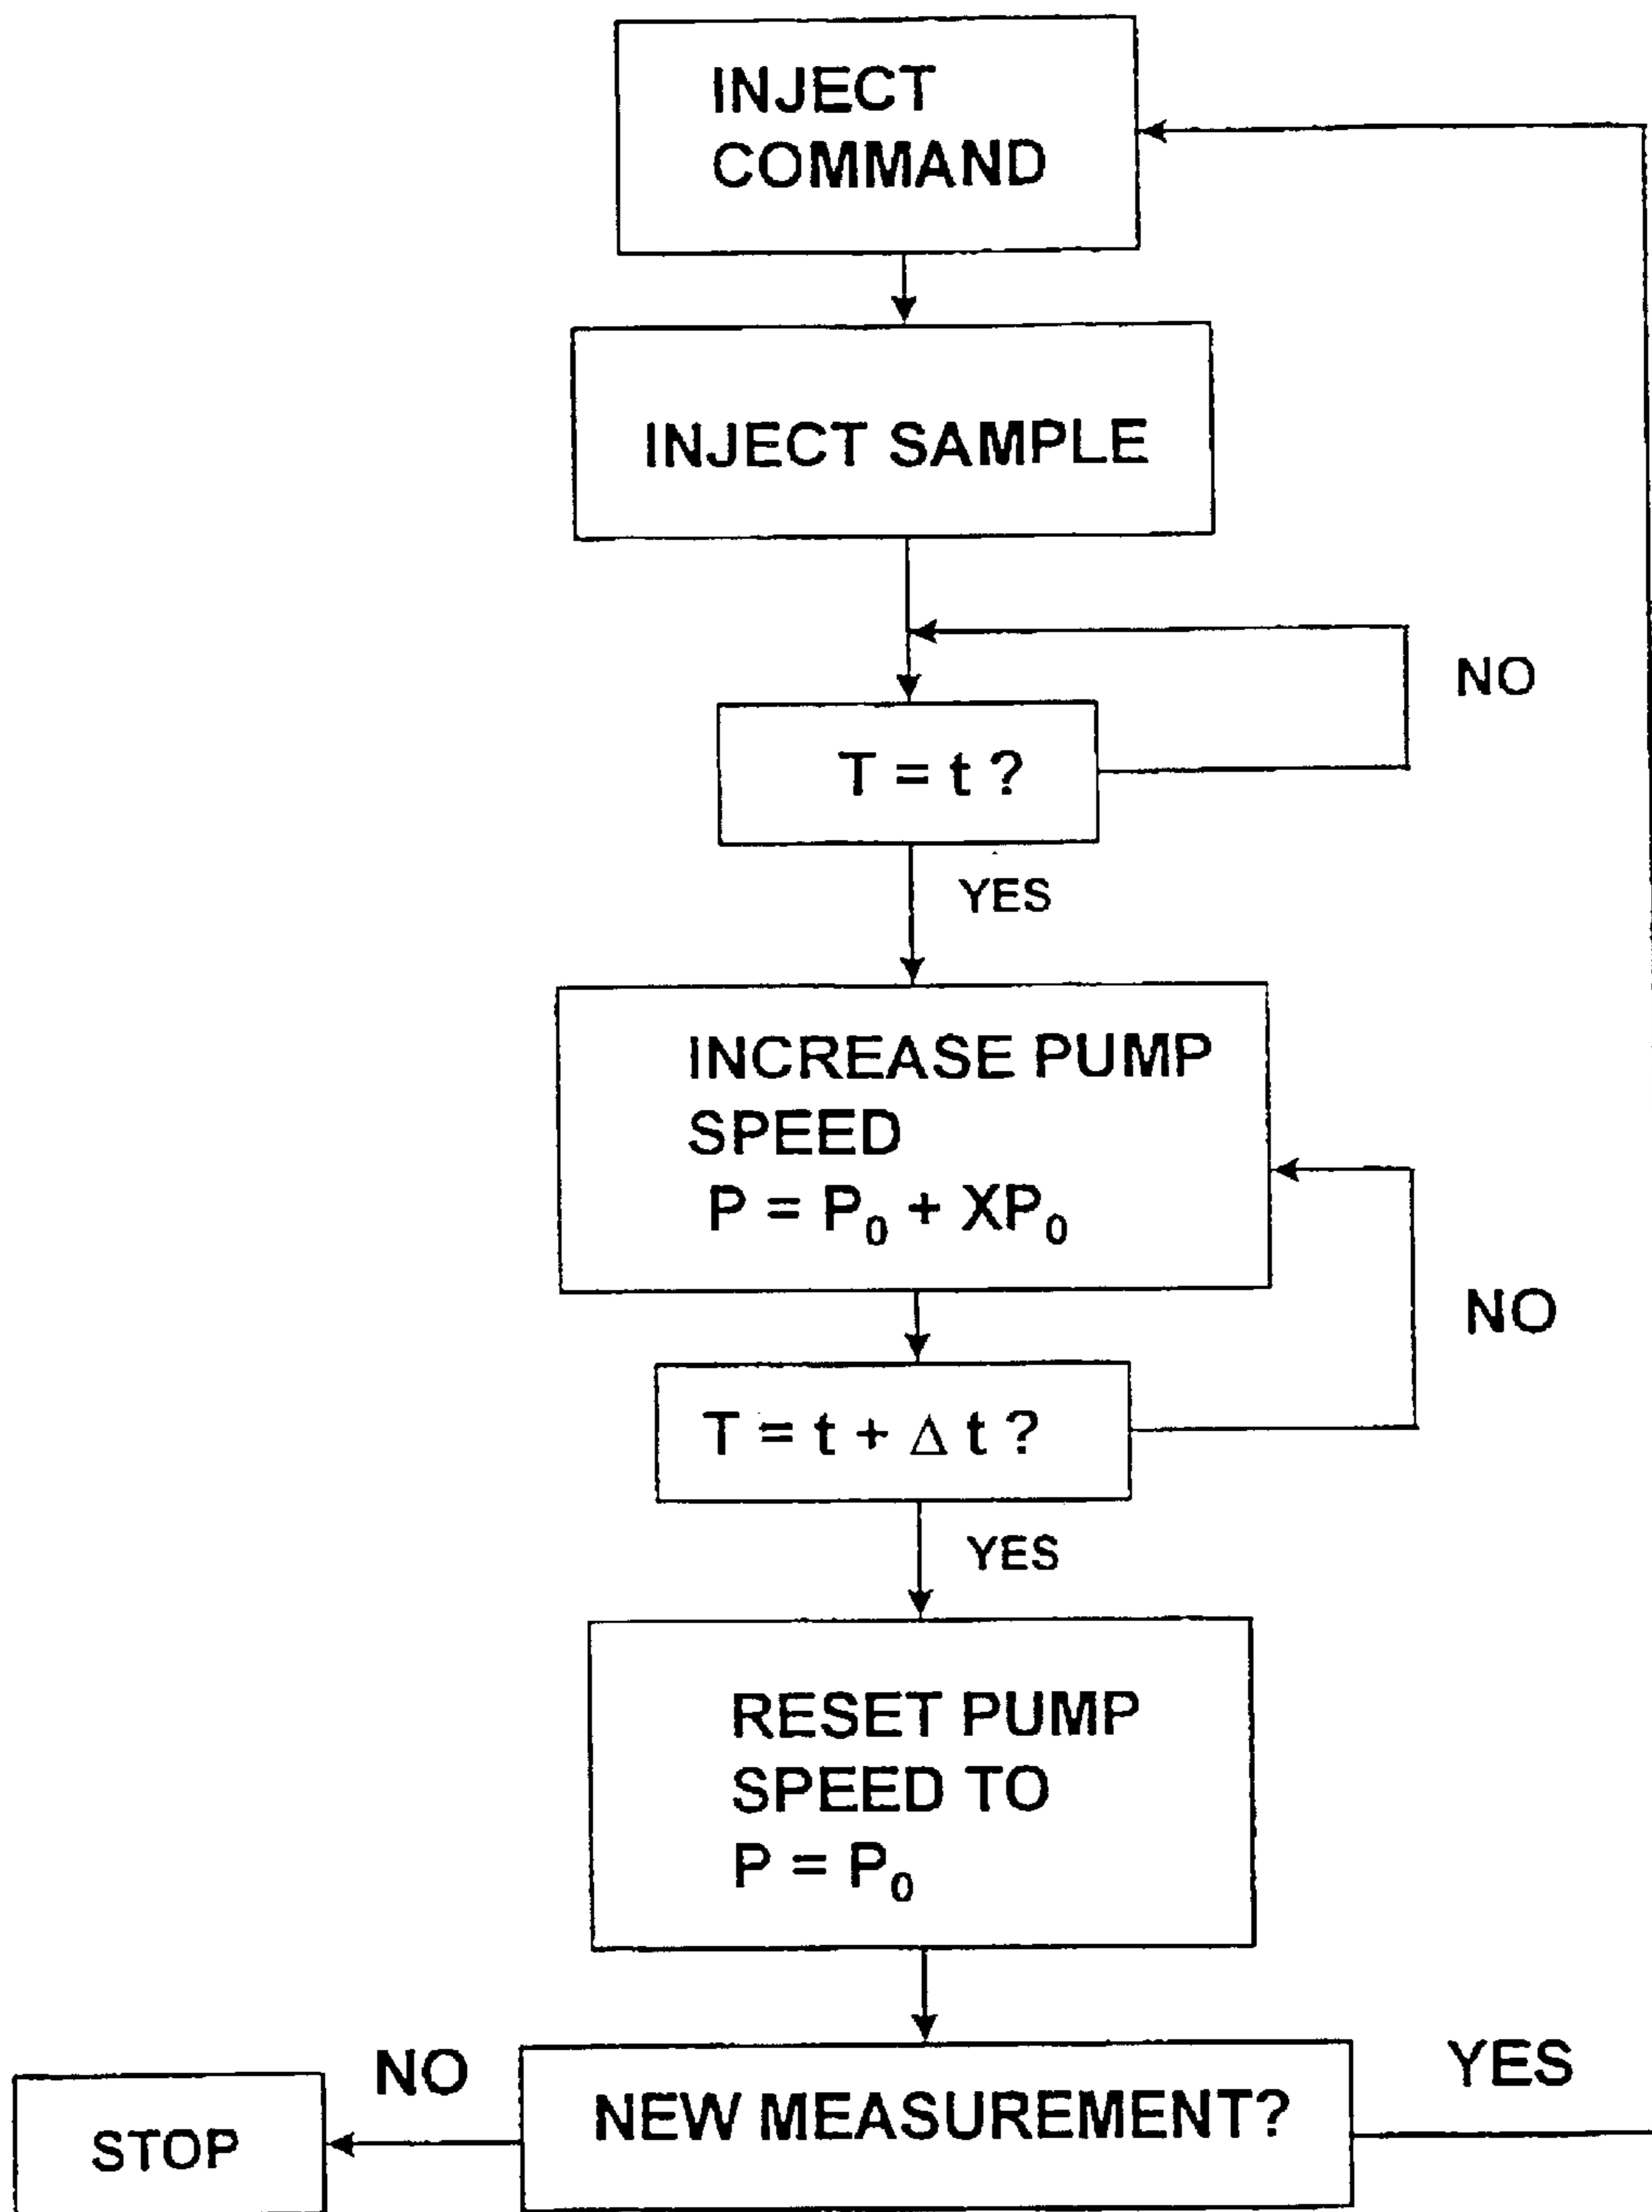 INJECT
COMMAND
INJECT SAMPLE
NO
T = t ?
YES
INCREASE PUMP
SPEED
P = P₀ + XP₀
NO
T = t + Δ t ?
YES
RESET PUMP
SPEED TO
P = P₀
NO
YES
NEW MEASUREMENT?
STOP